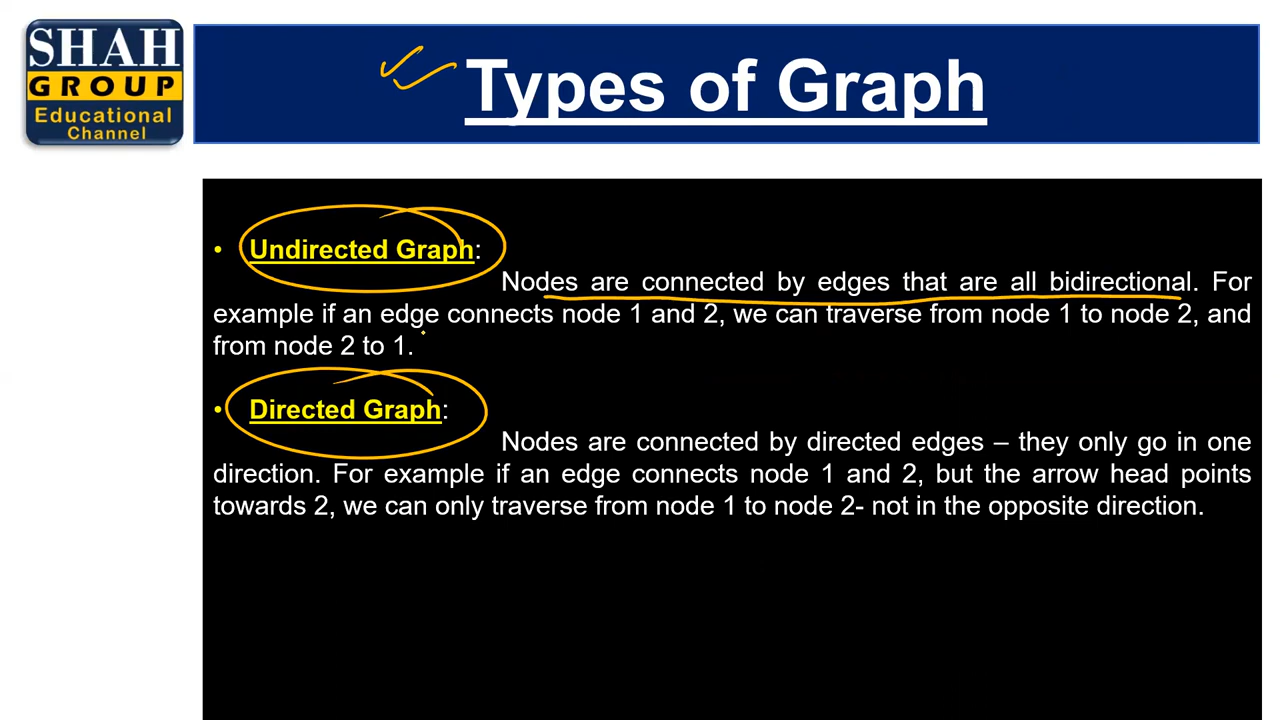 SHAH
GROUP
Educational
Channel
Types of Graph
• Undirected Graph:
Nodes are connected by edges that are all bidirectional. For
example if an edge connects node 1 and 2, we can traverse from node 1 to node 2, and
from node 2 to 1.
• Directed Graph:
Nodes are connected by directed edges – they only go in one
direction. For example if an edge connects node 1 and 2, but the arrow head points
towards 2, we can only traverse from node 1 to node 2- not in the opposite direction.